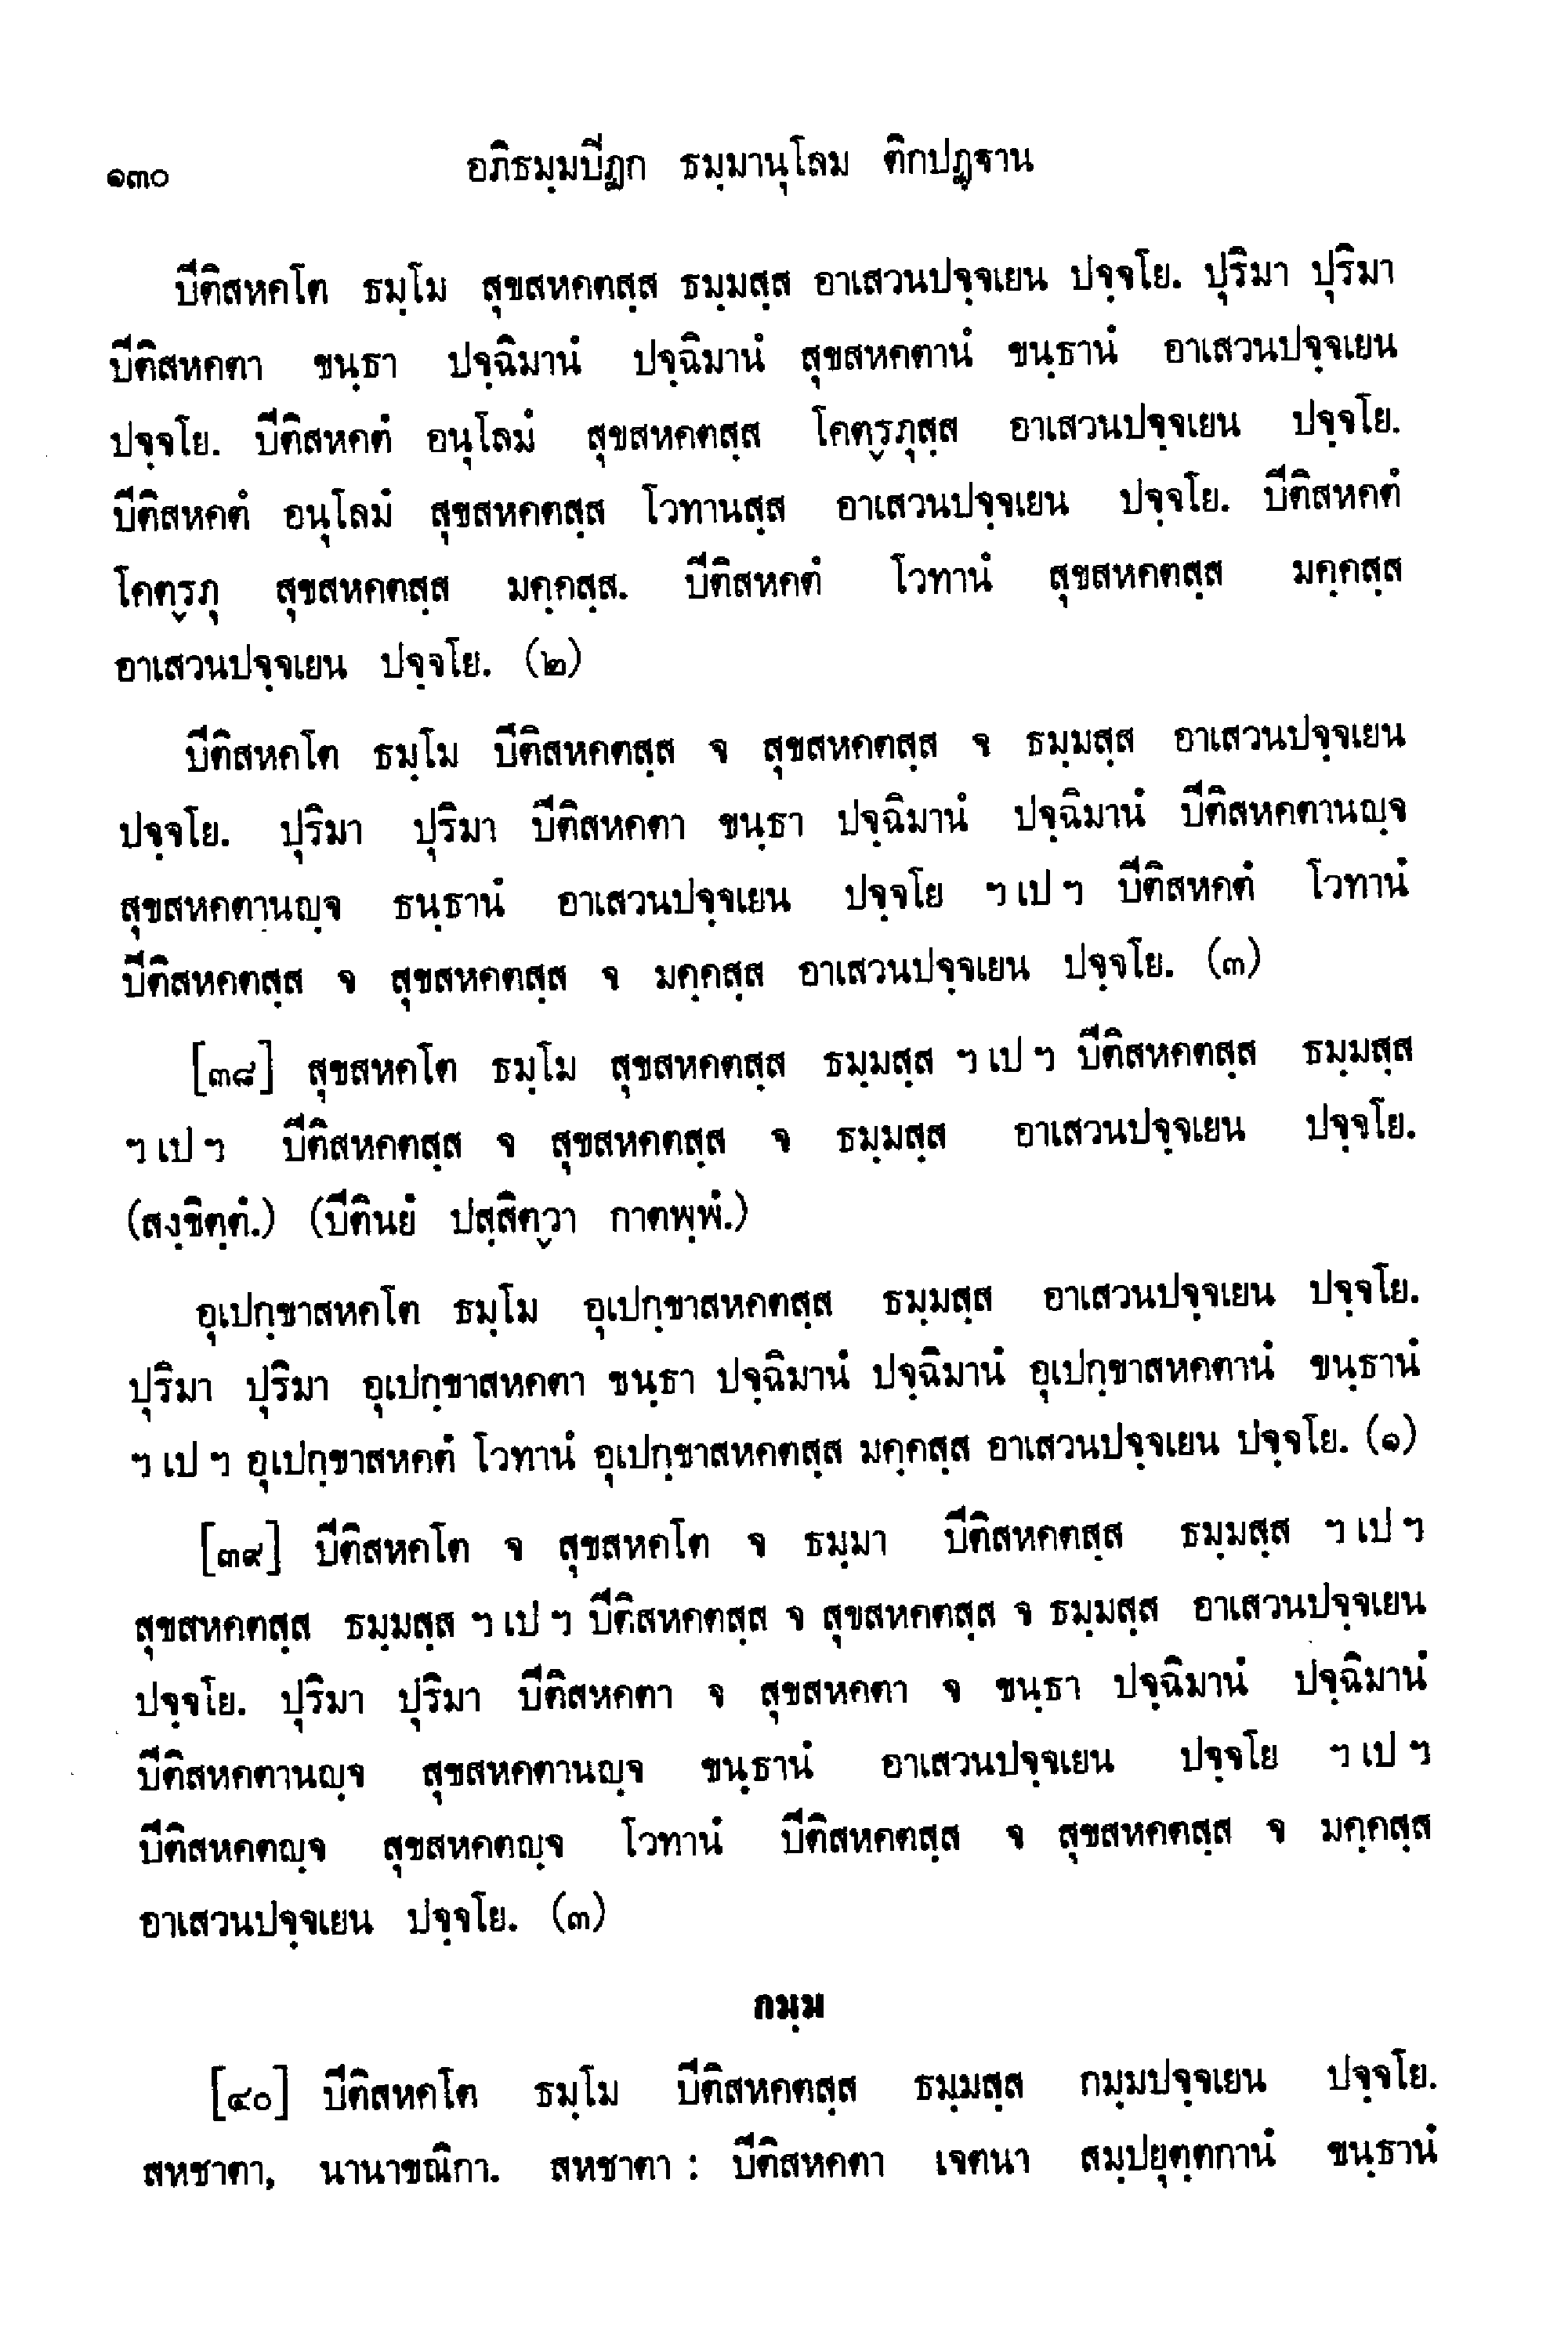 ๑๓๐ อภิธมฺมปีฏก ธมฺมานุโลม ติกปฏฺฐาน
ปีติสหคโต ธมฺโม สุขสหคตสฺส ธมฺมสฺส อาเสวนปจฺจเยน ปจฺจโย. ปุริมา ปุริมา
ปีติสหคตา ขนฺธา ปจฺฉิมานํ ปจฺฉิมานํ สุขสหคตานํ ขนฺธานํ อาเสวนปจฺจเยน
ปจฺจโย. ปีติสหคตํ อนุโลมํ สุขสหคตสฺส โคตฺรภุสฺส อาเสวนปจฺจเยน ปจฺจโย.
ปีติสหคตํ อนุโลมํ สุขสหคตสฺส โวทานสฺส อาเสวนปจฺจเยน ปจฺจโย. ปีติสหคตํ
โคตฺรภุ สุขสหคตสฺส มคฺคสฺส. ปีติสหคตํ โวทานํ สุขสหคตสฺส มคฺคสฺส
อาเสวนปจฺจเยน ปจฺจโย. (๒)
ปีติสหคโต ธมฺโม ปีติสหคตสฺส จ สุขสหคตสฺส จ ธมฺมสฺส อาเสวนปจฺจเยน
ปจฺจโย. ปุริมา ปุริมา ปีติสหคตา ขนฺธา ปจฺฉิมานํ ปจฺฉิมานํ ปีติสหคตานญฺจ
สุขสหคตานญฺจ ธนฺธานํ อาเสวนปจฺจเยน ปจฺจโย ฯ เป ฯ ปีติสหคตํ โวทานํ
ปีติสหคตสฺส จ สุขสหคตสฺส จ มคฺคสฺส อาเสวนปจฺจเยน ปจฺจโย. (๓)
[๓๘] สุขสหคโต ธมฺโม สุขสหคตสฺส ธมฺมสฺส ฯ เป ฯ ปีติสหคตสฺส ธมฺมสฺส
ฯ เป ฯ ปีติสหคตสฺส จ สุขสหคตสฺส จ ธมฺมสฺส อาเสวนปจฺจเยน ปจฺจโย.
(สงฺขิตฺตํ.) (ปีตินยํ ปสฺสิตฺวา กาตพฺพํ.)
อุเปกฺขาสหคโต ธมฺโม อุเปกฺขาสหคตสฺส ธมฺมสฺส อาเสวนปจฺจเยน ปจฺจโย.
ปุริมา ปุริมา อุเปกฺขาสหคตา ขนฺธา ปจฺฉิมานํ ปจฺฉิมานํ อุเปกฺขาสหคตานํ ขนฺธานํ
ฯ เป ฯ อุเปกฺขาสหคตํ โวทานํ อุเปกฺขาสหคตสฺส มคฺคสฺส อาเสวนปจฺจเยน ปจฺจโย. (๑)
[๓๙] ปีติสหคโต จ สุขสหคโต จ ธมฺมา ปีติสหคตสฺส ธมฺมสฺส ฯ เป ฯ
สุขสหคตสฺส ธมฺมสฺส ฯ เป ฯ ปีติสหคตสฺส จ สุขสหคตสฺส จ ธมฺมสฺส อาเสวนปจฺจเยน
ปจฺจโย. ปุริมา ปุริมา ปีติสหคตา จ สุขสหคตา จ ขนฺธา ปจฺฉิมานํ ปจฺฉิมานํ
ปีติสหคตานญฺจ สุขสหคตานญฺจ ขนฺธานํ อาเสวนปจฺจเยน ปจฺจโย ฯ เป ฯ
ปีติสหคตญฺจ สุขสหคตญฺจ โวทานํ ปีติสหคตสฺส จ สุขสหคตสฺส จ มคฺคสฺส
อาเสวนปจฺจเยน ปจฺจโย. (๓)
กมฺม
[๔๐] ปีติสหคโต ธมฺโม ปีติสหคตสฺส ธมฺมสฺส กมฺมปจฺจเยน ปจฺจโย.
สหชาตา, นานาขณิกา. สหชาตา : ปีติสหคตา เจตนา สมฺปยุตฺตกานํ ขนฺธานํ